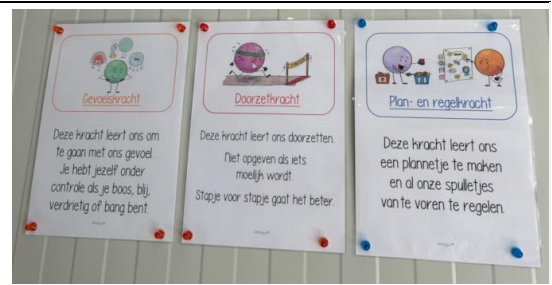 Gevoelskracht
Deze kracht leert ons om
te gaan met ons gevoel.
Je hebt jezelf onder
controle als je boos, blij,
verdrietig of bang bent.
Doorzetkracht
Deze kracht leert ons doorzetten.
Niet opgeven als iets
moeilijk wordt.
Stapje voor stapje gaat het beter.
Plan- en regelkracht
Deze kracht leert ons
een plannetje te maken
en al onze spulletjes
van te voren te regelen.